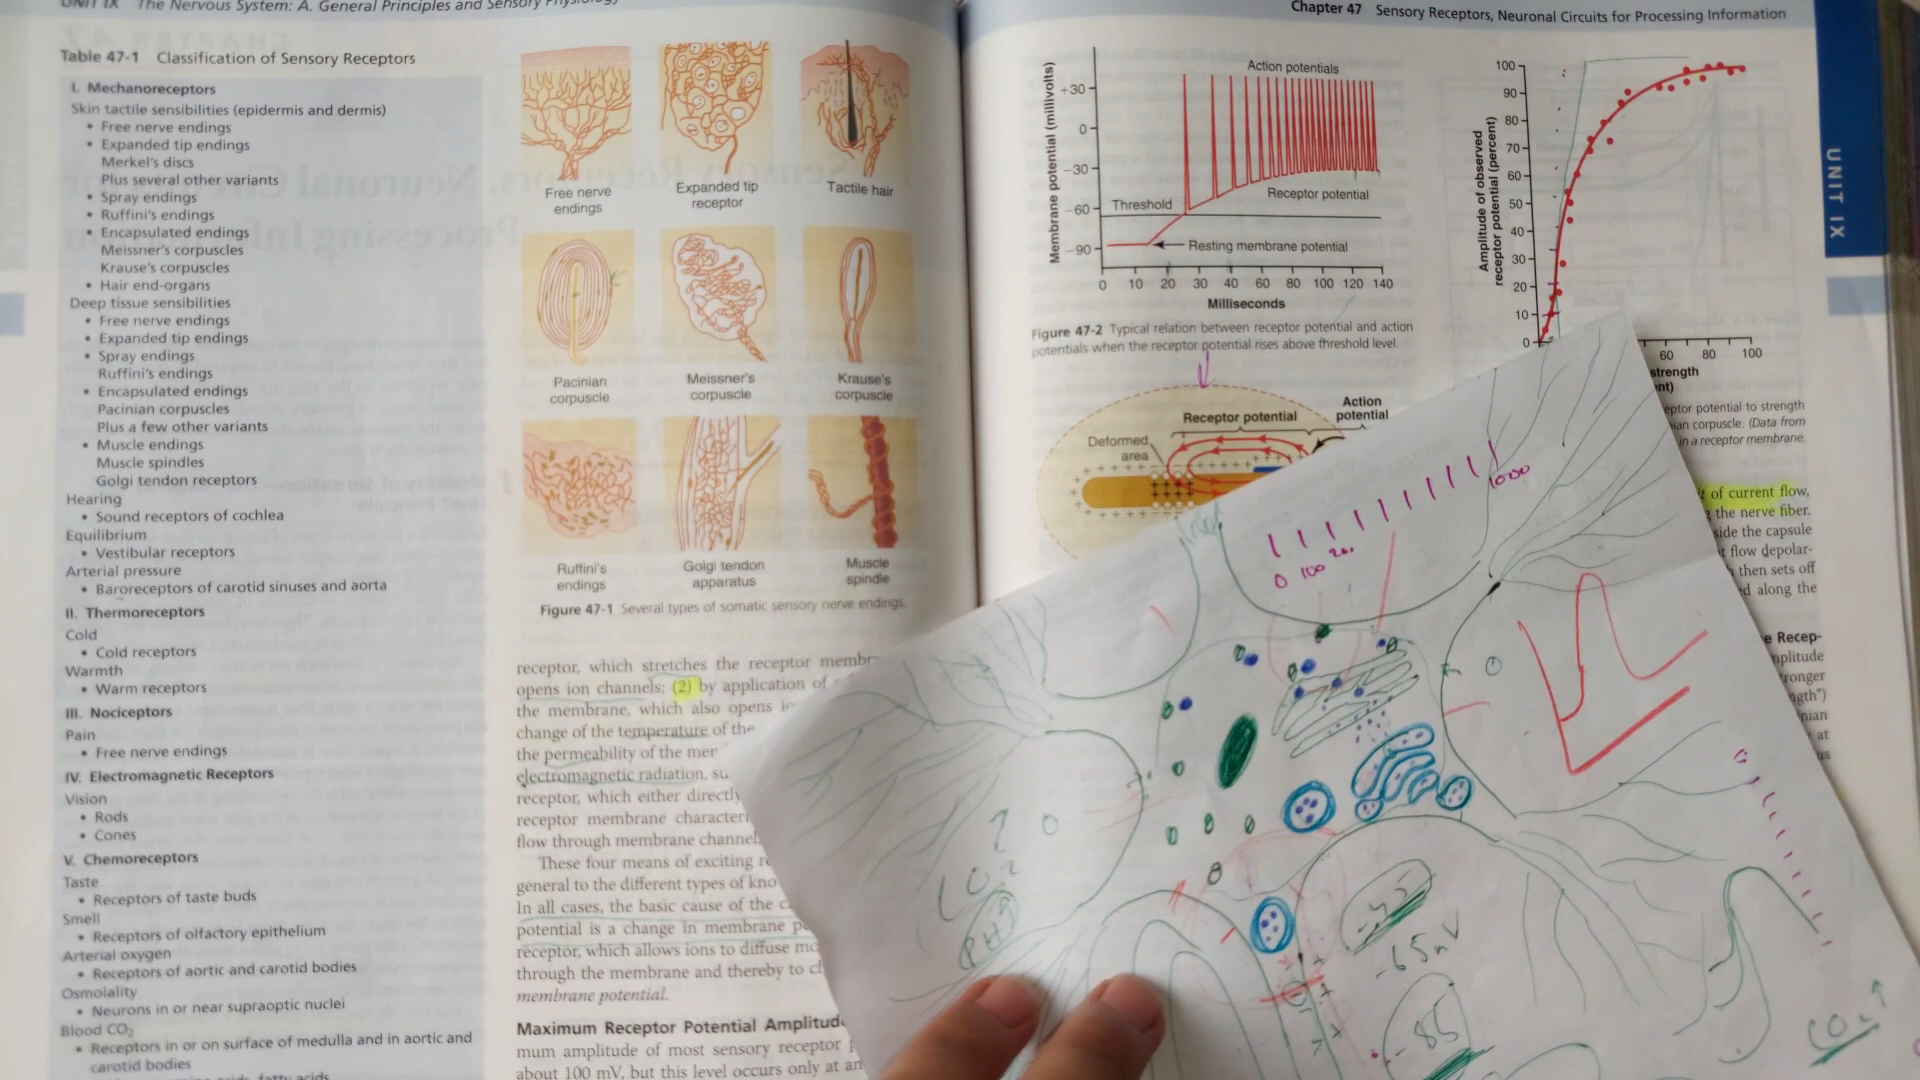 UNIT IX The Nervous System: A. General Principles and Sensory Physiology
Table 47-1 Classification of Sensory Receptors
I. Mechanoreceptors
Skin tactile sensibilities (epidermis and dermis)
• Free nerve endings
• Expanded tip endings
Merkel's discs
Plus several other variants
• Spray endings
• Ruffini's endings
• Encapsulated endings
Meissner's corpuscles
Krause's corpuscles
• Hair end-organs
Deep tissue sensibilities
• Free nerve endings
• Expanded tip endings
• Spray endings
Ruffini's endings
• Encapsulated endings
Pacinian corpuscles
Plus a few other variants
• Muscle endings
Muscle spindles
Golgi tendon receptors
Hearing
• Sound receptors of cochlea
Equilibrium
• Vestibular receptors
Arterial pressure
• Baroreceptors of carotid sinuses and aorta
II. Thermoreceptors
Cold
• Cold receptors
Warmth
• Warm receptors
III. Nociceptors
Pain
• Free nerve endings
IV. Electromagnetic Receptors
Vision
• Rods
• Cones
V. Chemoreceptors
Taste
• Receptors of taste buds
Smell
• Receptors of olfactory epithelium
Arterial oxygen
• Receptors of aortic and carotid bodies
Osmolality
• Neurons in or near supraoptic nuclei
Blood CO₂
• Receptors in or on surface of medulla and in aortic and
carotid bodies
Free nerve
endings
Expanded tip
receptor
Tactile hair
Pacinian
corpuscle
Meissner's
corpuscle
Krause's
corpuscle
Ruffini's
endings
Golgi tendon
apparatus
Muscle
spindle
Figure 47-1 Several types of somatic sensory nerve endings.
receptor, which stretches the receptor
opens ion channels; (2) by application of
the membrane, which also opens
change of the temperature of the
the permeability of the
electromagnetic radiation,
receptor, which either directly
receptor membrane
flow through membrane
These four means of exciting
general to the different types of
In all cases, the basic cause of the
potential is a change in membrane
receptor, which allows ions to diffuse
through the membrane and thereby to
membrane potential.
Maximum Receptor Potential
mum amplitude of most sensory receptor
about 100 mV, but this level occurs only at an
Chapter 47 Sensory Receptors, Neuronal Circuits for Processing Information
UNIT IX
Membrane potential (millivolts)
+30
0
−30
−60
−90
Action potentials
Receptor potential
Threshold
Resting membrane potential
0 10 20 30 40 60 80 100 120 140
Milliseconds
Figure 47-2 Typical relation between receptor potential and action
potentials when the receptor potential rises above threshold level.
Receptor potential
Action
potential
Deformed
area
Amplitude of observed
receptor potential (percent)
100
90
80
70
60
50
40
30
20
10
0
60 80 100
strength
potential to strength
(Data from
in a receptor membrane.
of current flow,
the nerve fiber.
the capsule
flow
then sets off
along the
0 100 1000
CO₂
PH
-65mV
-85
CO₂↑